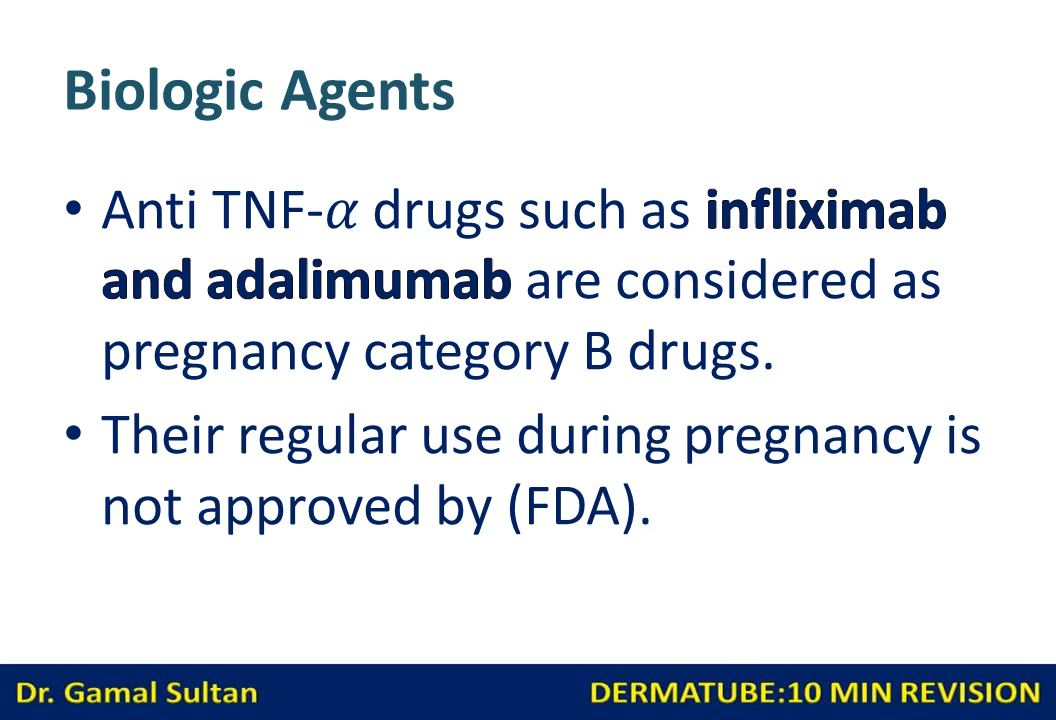 Biologic Agents
• Anti TNF-𝛼 drugs such as infliximab
and adalimumab are considered as
pregnancy category B drugs.
• Their regular use during pregnancy is
not approved by (FDA).
Dr. Gamal Sultan
DERMATUBE:10 MIN REVISION